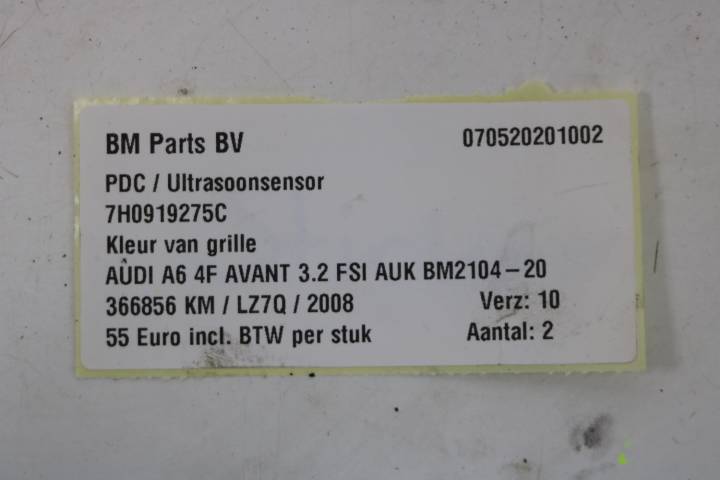 BM Parts BV 070520201002
PDC / Ultrasoonsensor
7H0919275C
Kleur van grille
AUDI A6 4F AVANT 3.2 FSI AUK BM2104-20
366856 KM / LZ7Q / 2008 Verz: 10
55 Euro incl. BTW per stuk Aantal: 2